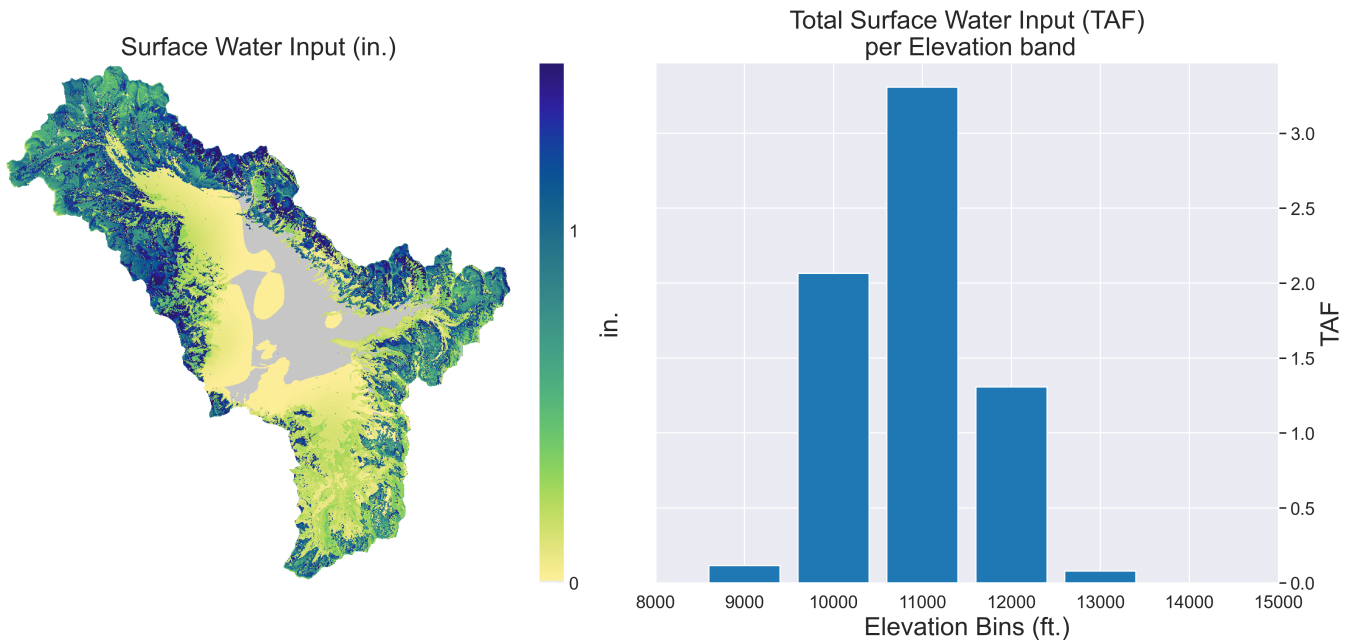 Surface Water Input (in.)
1
0
in.
Total Surface Water Input (TAF)
per Elevation band
3.0
2.5
2.0
1.5
1.0
0.5
0.0
TAF
8000 9000 10000 11000 12000 13000 14000 15000
Elevation Bins (ft.)